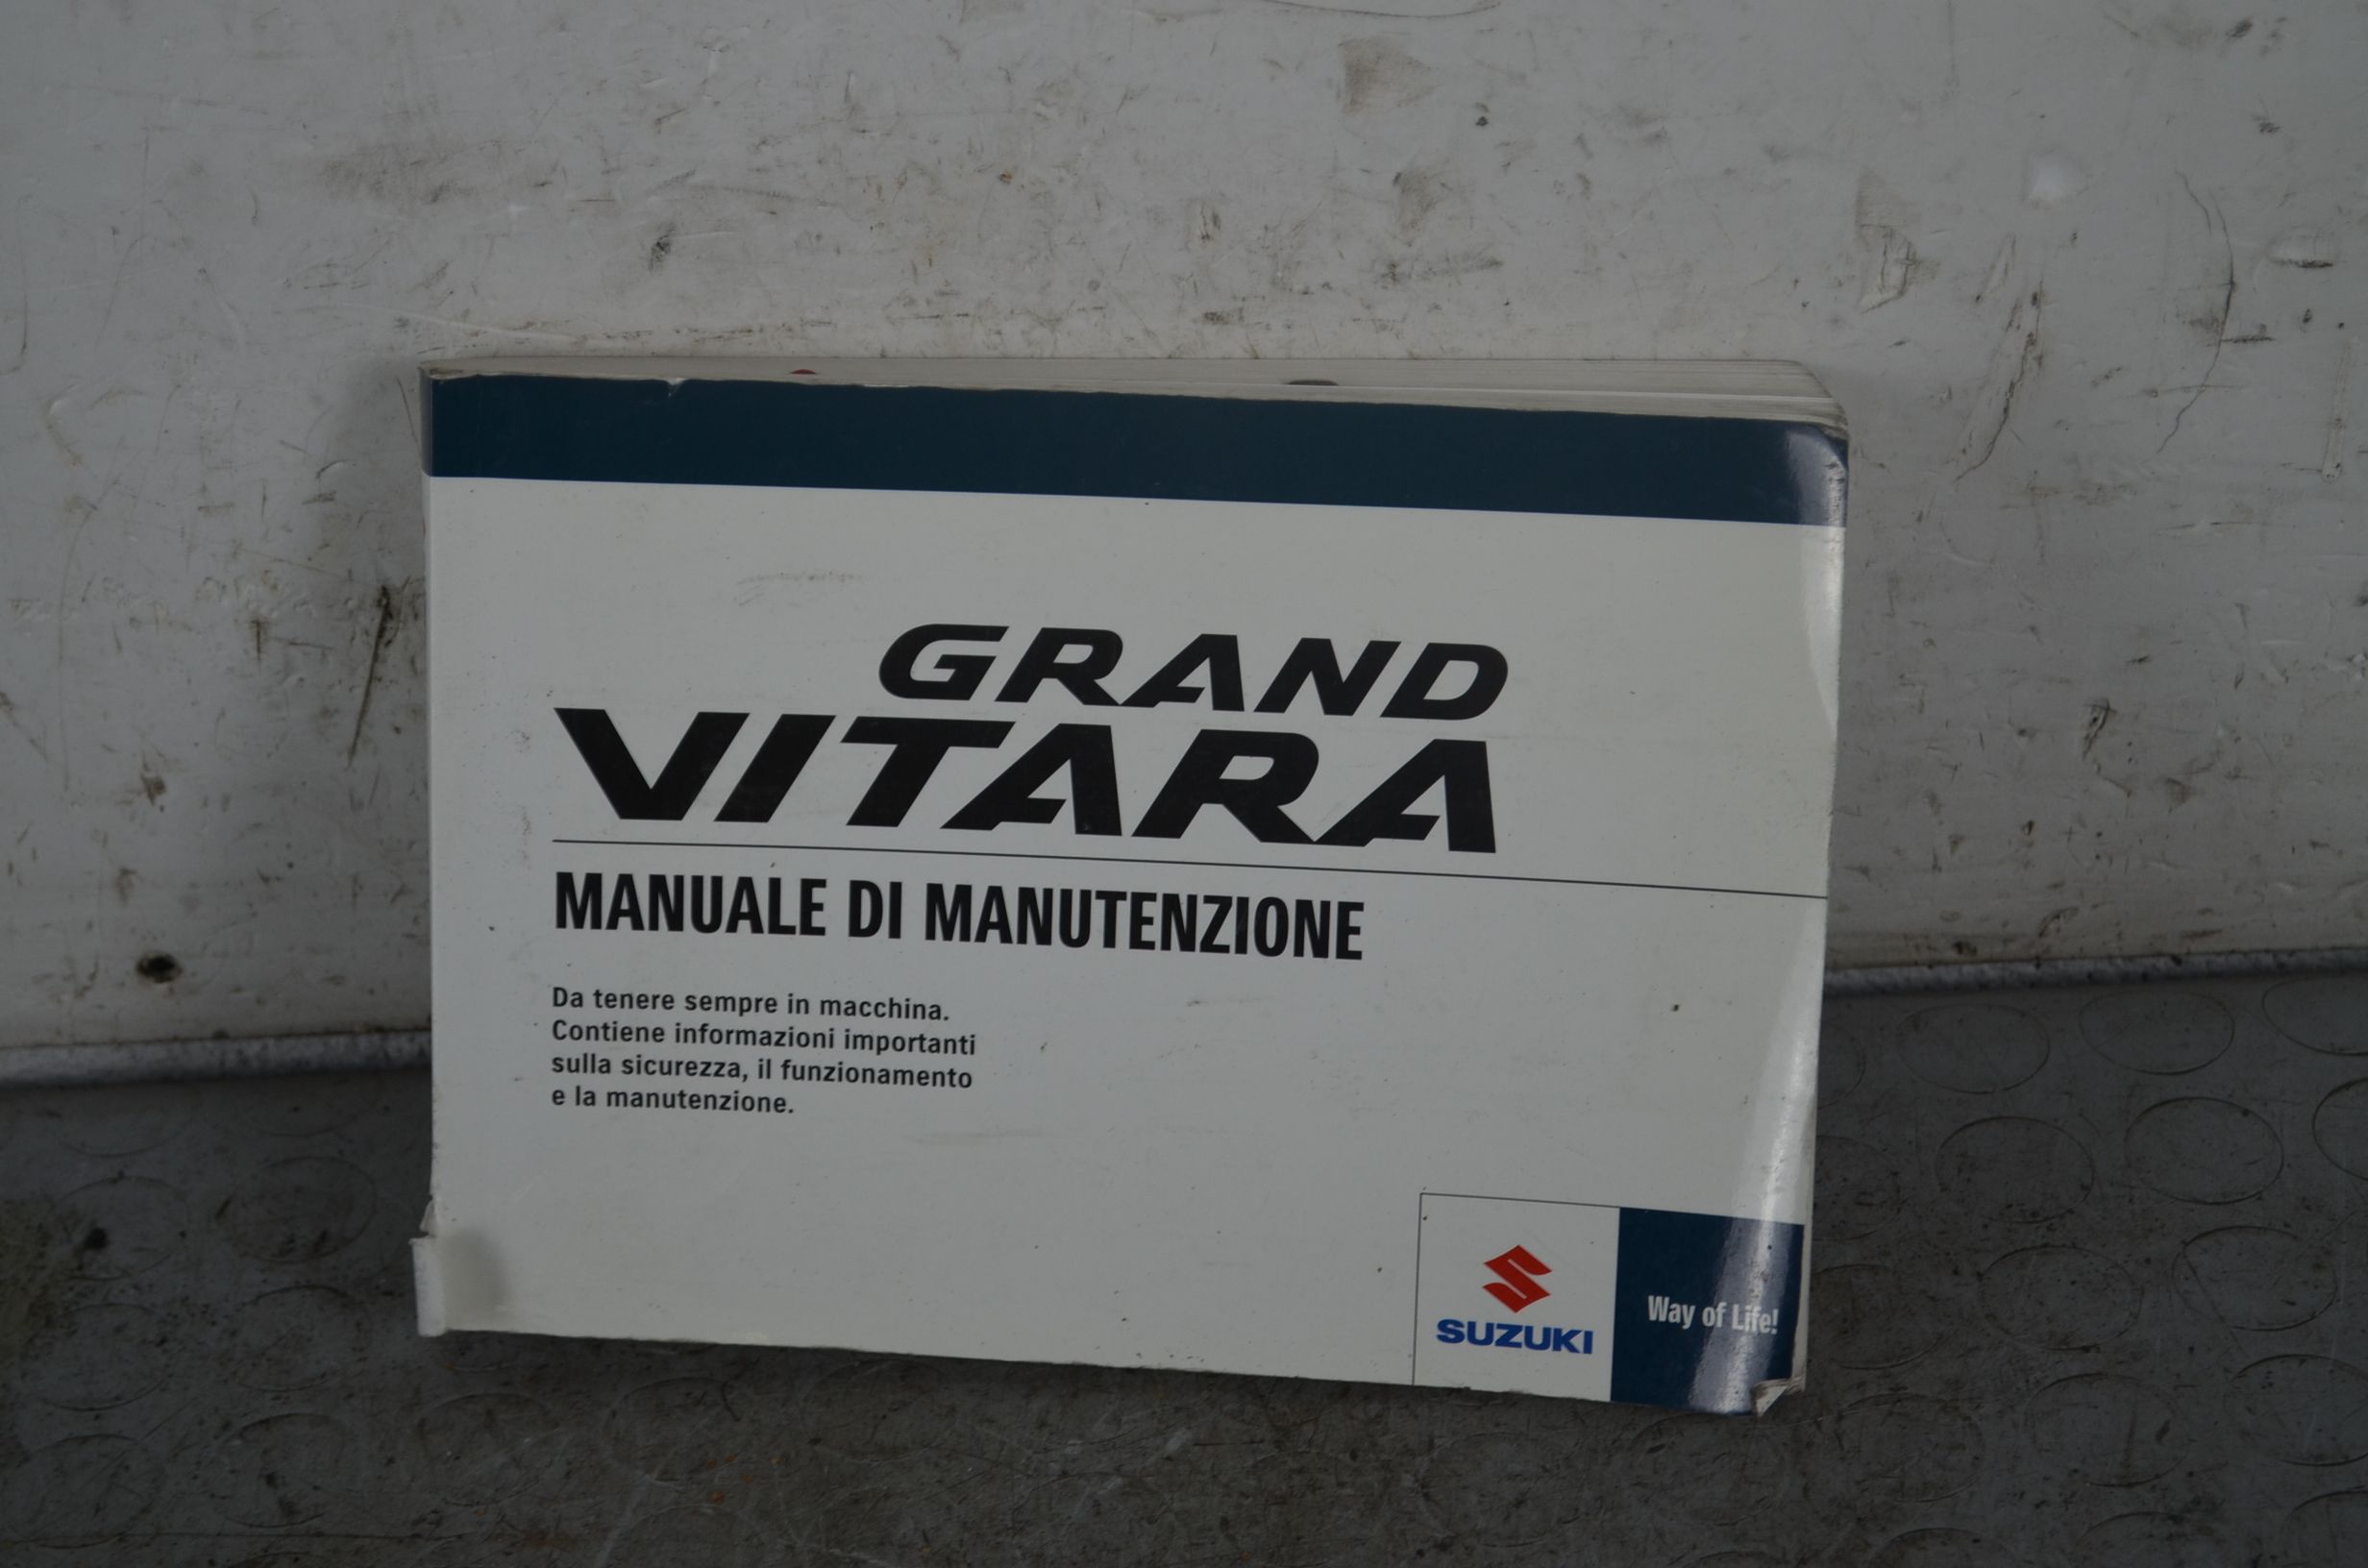 GRAND
VITARA
MANUALE DI MANUTENZIONE
Da tenere sempre in macchina.
Contiene informazioni importanti
sulla sicurezza, il funzionamento
e la manutenzione.
SUZUKI
Way of Life!